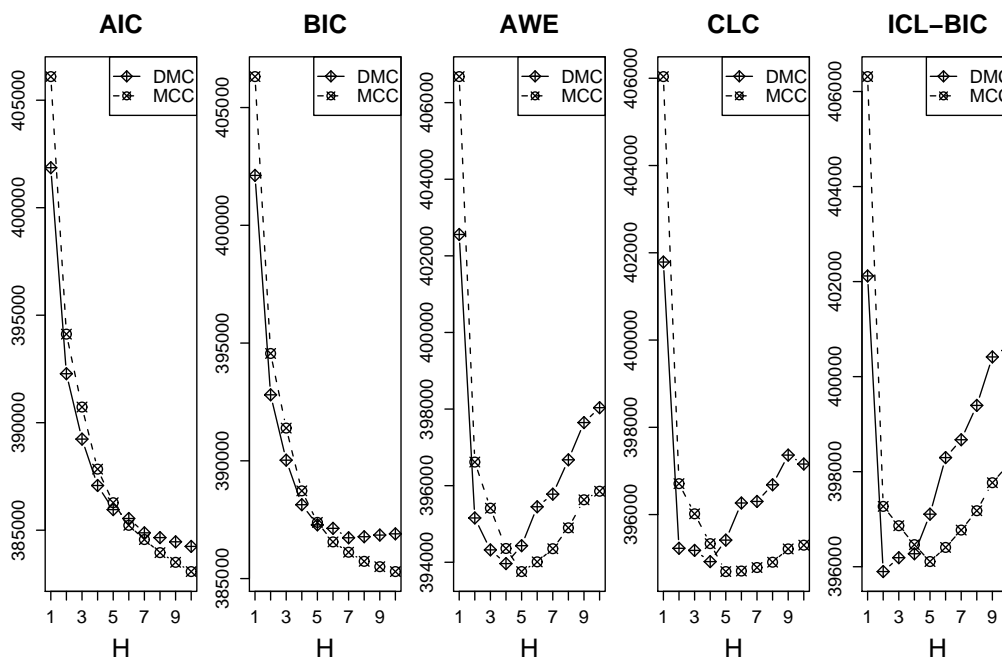 AIC
DMC
MCC
405000
400000
395000
390000
385000
1 3 5 7 9
H
BIC
DMC
MCC
405000
400000
395000
390000
385000
1 3 5 7 9
H
AWE
DMC
MCC
406000
404000
402000
400000
398000
396000
394000
1 3 5 7 9
H
CLC
DMC
MCC
406000
404000
402000
400000
398000
396000
1 3 5 7 9
H
ICL−BIC
DMC
MCC
406000
404000
402000
400000
398000
396000
1 3 5 7 9
H